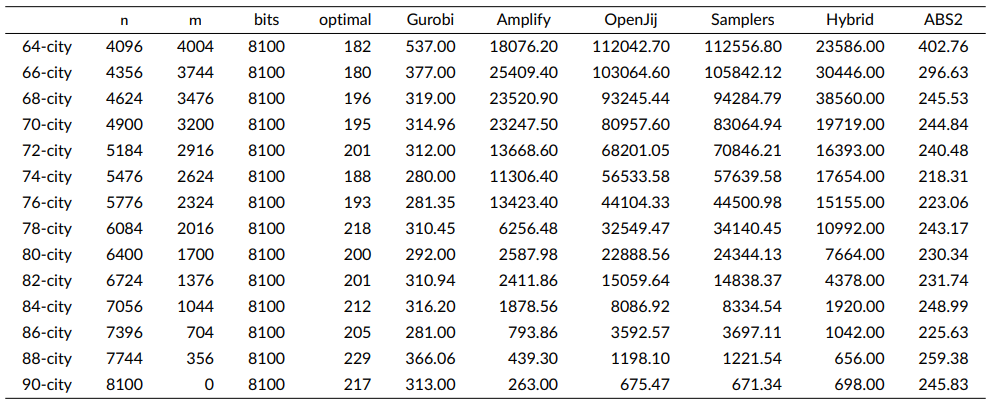 n m bits optimal Gurobi Amplify OpenJij Samplers Hybrid ABS2
64-city 4096 4004 8100 182 537.00 18076.20 112042.70 112556.80 23586.00 402.76
66-city 4356 3744 8100 180 377.00 25409.40 103064.60 105842.12 30446.00 296.63
68-city 4624 3476 8100 196 319.00 23520.90 93245.44 94284.79 38560.00 245.53
70-city 4900 3200 8100 195 314.96 23247.50 80957.60 83064.94 19719.00 244.84
72-city 5184 2916 8100 201 312.00 13668.60 68201.05 70846.21 16393.00 240.48
74-city 5476 2624 8100 188 280.00 11306.40 56533.58 57639.58 17654.00 218.31
76-city 5776 2324 8100 193 281.35 13423.40 44104.33 44500.98 15155.00 223.06
78-city 6084 2016 8100 218 310.45 6256.48 32549.47 34140.45 10992.00 243.17
80-city 6400 1700 8100 200 292.00 2587.98 22888.56 24344.13 7664.00 230.34
82-city 6724 1376 8100 201 310.94 2411.86 15059.64 14838.37 4378.00 231.74
84-city 7056 1044 8100 212 316.20 1878.56 8086.92 8334.54 1920.00 248.99
86-city 7396 704 8100 205 281.00 793.86 3592.57 3697.11 1042.00 225.63
88-city 7744 356 8100 229 366.06 439.30 1198.10 1221.54 656.00 259.38
90-city 8100 0 8100 217 313.00 263.00 675.47 671.34 698.00 245.83